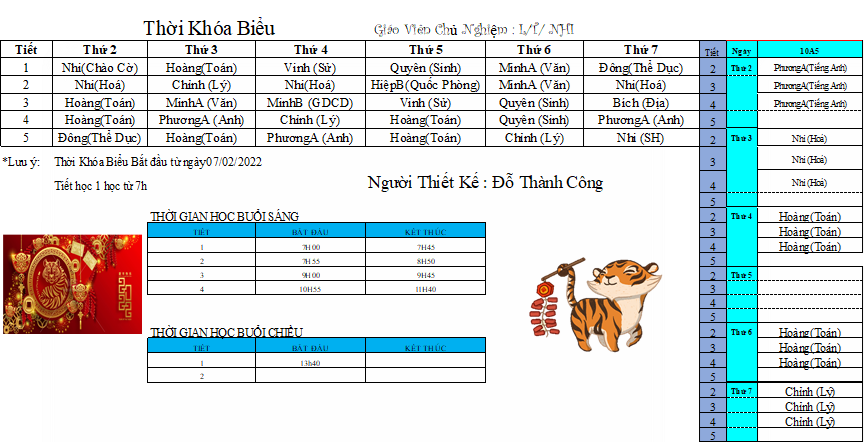 Thời Khóa Biểu
Giáo Viên Chủ Nghiệm : L/T/ NHI
Tiết Thứ 2 Thứ 3 Thứ 4 Thứ 5 Thứ 6 Thứ 7
1 Nhi(Chào Cờ) Hoàng(Toán) Vinh (Sử) Quyên (Sinh) MinhA (Văn) Đông(Thể Dục)
2 Nhi(Hoá) Chính (Lý) Nhi(Hoá) HiệpB(Quốc Phòng) MinhA (Văn) Nhi(Hoá)
3 Hoàng(Toán) MinhA (Văn) MinhB (GDCD) Vinh (Sử) Quyên (Sinh) Bích (Địa)
4 Hoàng(Toán) PhươngA (Anh) Chính (Lý) Hoàng(Toán) Quyên (Sinh) PhươngA (Anh)
5 Đông(Thể Dục) Hoàng(Toán) PhươngA (Anh) Hoàng(Toán) Chính (Lý) Nhi (SH)
*Lưu ý: Thời Khóa Biểu Bắt đầu từ ngày 07/02/2022
Tiết học 1 học từ 7h
Người Thiết Kế : Đỗ Thành Công
THỜI GIAN HỌC BUỔI SÁNG
TIẾT BẮT ĐẦU KẾT THÚC
1 7H00 7H45
2 7H55 8H50
3 9H00 9H45
4 10H55 11H40
THỜI GIAN HỌC BUỔI CHIỀU
TIẾT BẮT ĐẦU KẾT THÚC
1 13h40
2
Tiết Ngày 10A5
2 Thứ 2 PhươngA(Tiếng Anh)
3 PhươngA(Tiếng Anh)
4 PhươngA(Tiếng Anh)
5
2 Thứ 3 Nhi (Hoá)
3 Nhi (Hoá)
4 Nhi (Hoá)
5
2 Thứ 4 Hoàng(Toán)
3 Hoàng(Toán)
4 Hoàng(Toán)
5
2 Thứ 5
3
4
5
2 Thứ 6 Hoàng(Toán)
3 Hoàng(Toán)
4 Hoàng(Toán)
5
2 Thứ 7 Chính (Lý)
3 Chính (Lý)
4 Chính (Lý)
5